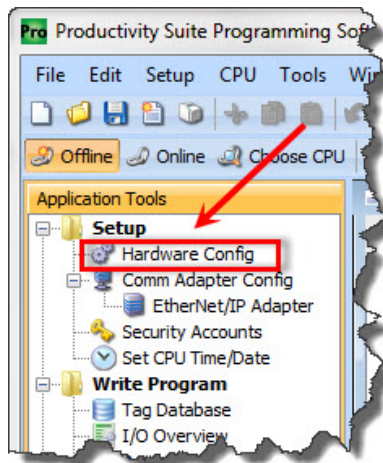 Pro Productivity Suite Programming Sof
File Edit Setup CPU Tools Win
Offline Online Choose CPU
Application Tools
Setup
Hardware Config
Comm Adapter Config
EtherNet/IP Adapter
Security Accounts
Set CPU Time/Date
Write Program
Tag Database
I/O Overview